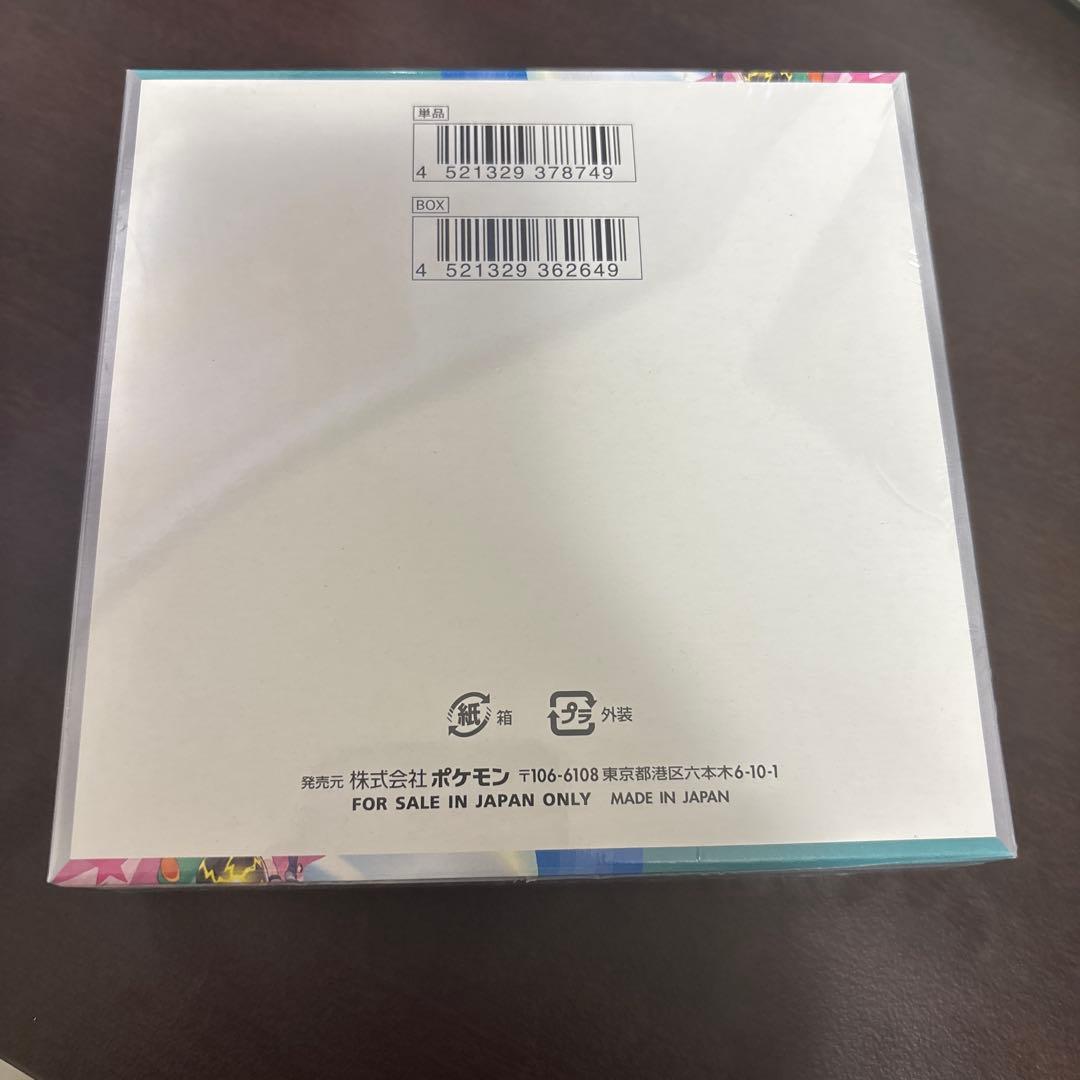 単品
4 521329 378749
BOX
4 521329 362649
紙 箱 プラ 外装
発売元 株式会社 ポケモン 〒106-6108 東京都港区六本木6-10-1
FOR SALE IN JAPAN ONLY MADE IN JAPAN